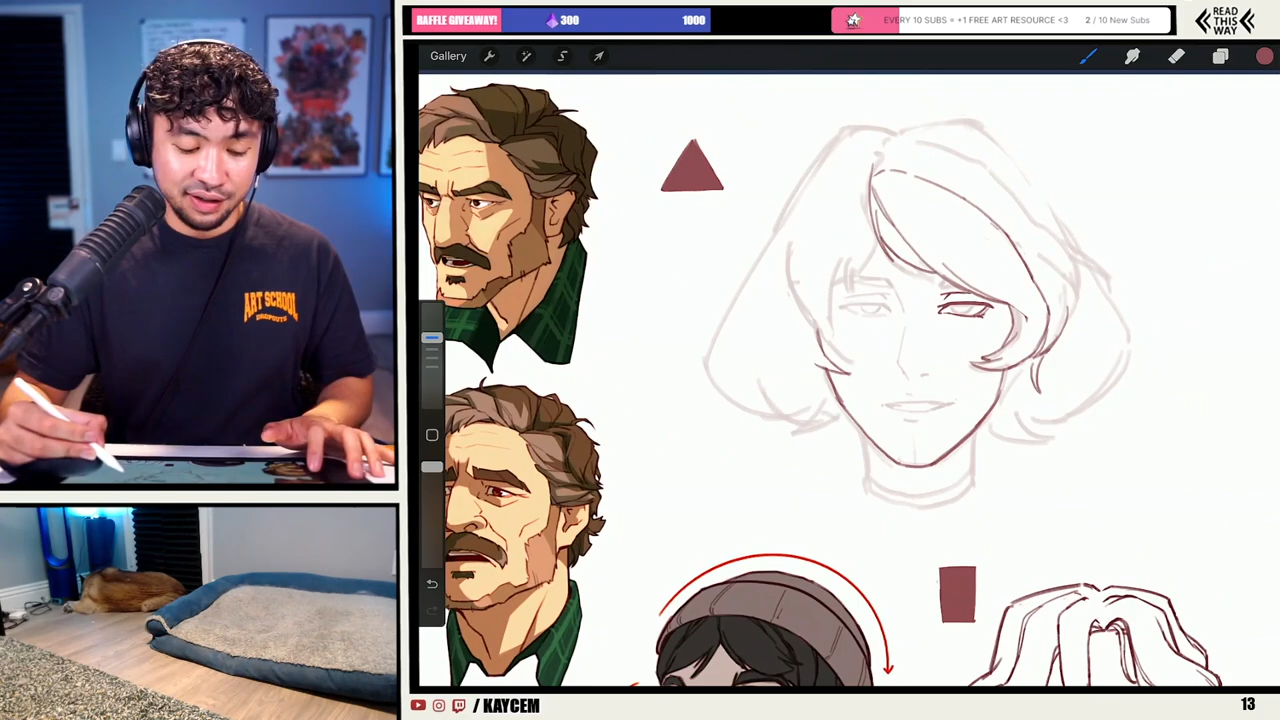 RAFFLE GIVEAWAY! 300 1000
EVERY 10 SUBS = +1 FREE ART RESOURCE <3 2 / 10 New Subs
READ
THIS
WAY
Gallery
ART SCHOOL
DROPOUTS
/ KAYCEM
13